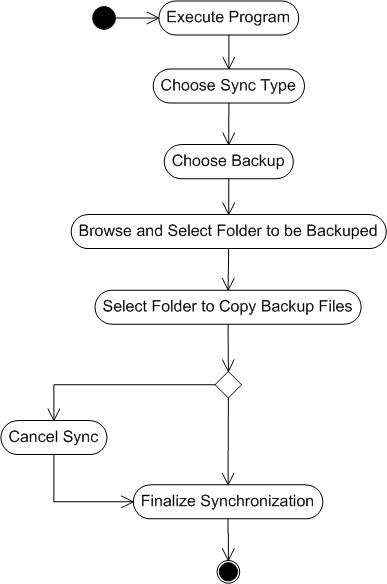 Execute Program
Choose Sync Type
Choose Backup
Browse and Select Folder to be Backuped
Select Folder to Copy Backup Files
Cancel Sync
Finalize Synchronization